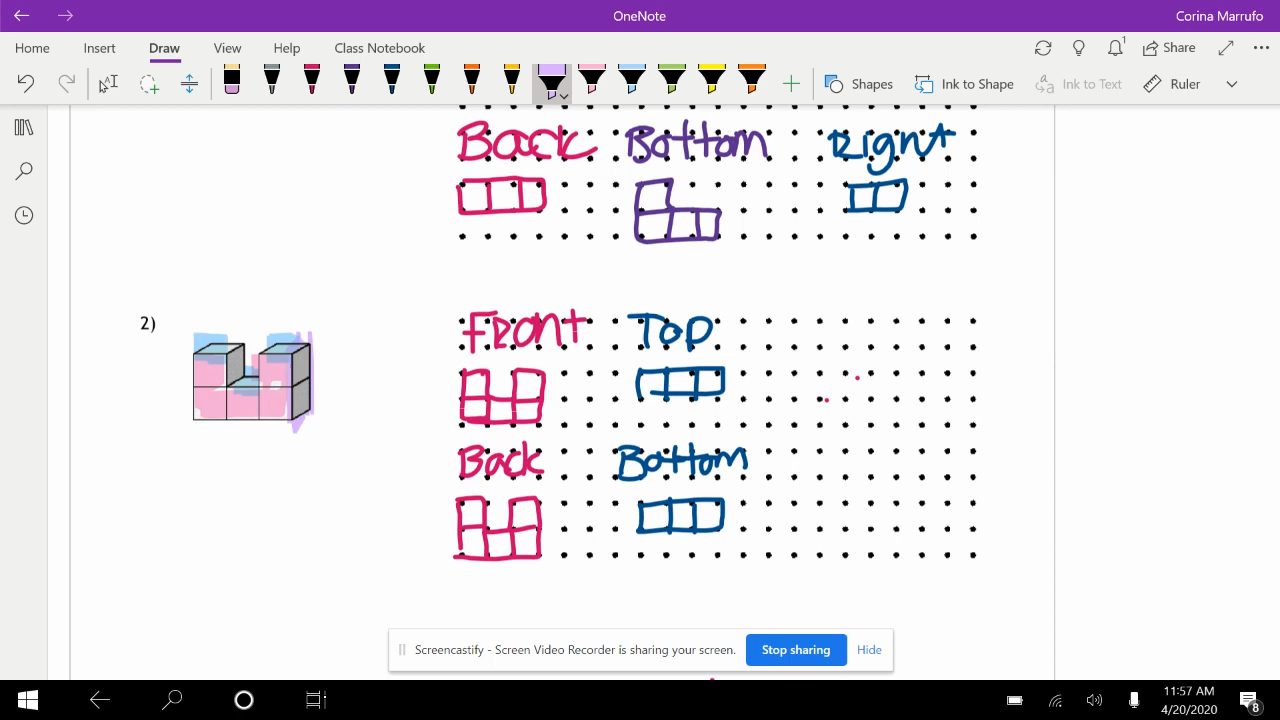 OneNote
Corina Marrufo
Home Insert Draw View Help Class Notebook
1
Share
Shapes Ink to Shape Ink to Text Ruler
Back Bottom Right
2)
Front Top
Back Bottom
Screencastify - Screen Video Recorder is sharing your screen. Stop sharing Hide
11:57 AM
4/20/2020
8